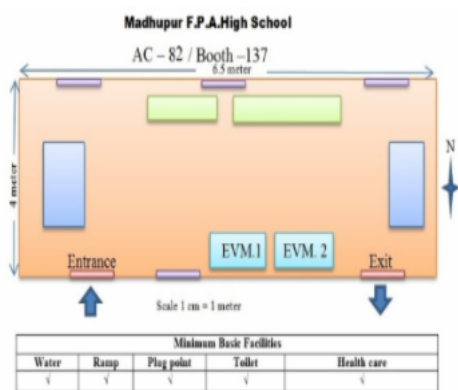 Madhupur F.P.A.High School
AC – 82 / Booth –137
6.5 meter
4 meter
N
EVM.1 EVM. 2
Entrance
Exit
Scale 1 cm = 1 meter
Minimum Basic Facilities
Water Ramp Plug point Toilet Health care
√ √ √ √ √